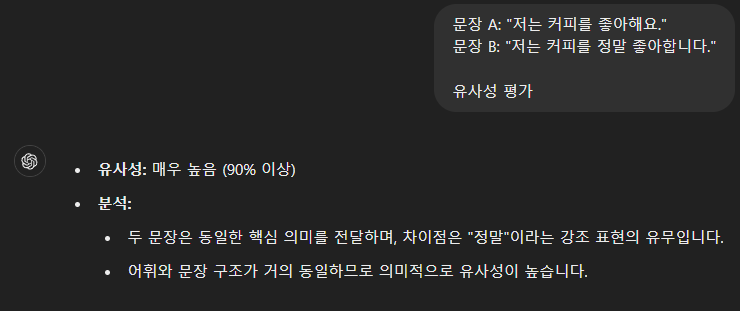 문장 A: "저는 커피를 좋아해요."
문장 B: "저는 커피를 정말 좋아합니다."
유사성 평가
유사성: 매우 높음 (90% 이상)
분석:
두 문장은 동일한 핵심 의미를 전달하며, 차이점은 "정말"이라는 강조 표현의 유무입니다.
어휘와 문장 구조가 거의 동일하므로 의미적으로 유사성이 높습니다.